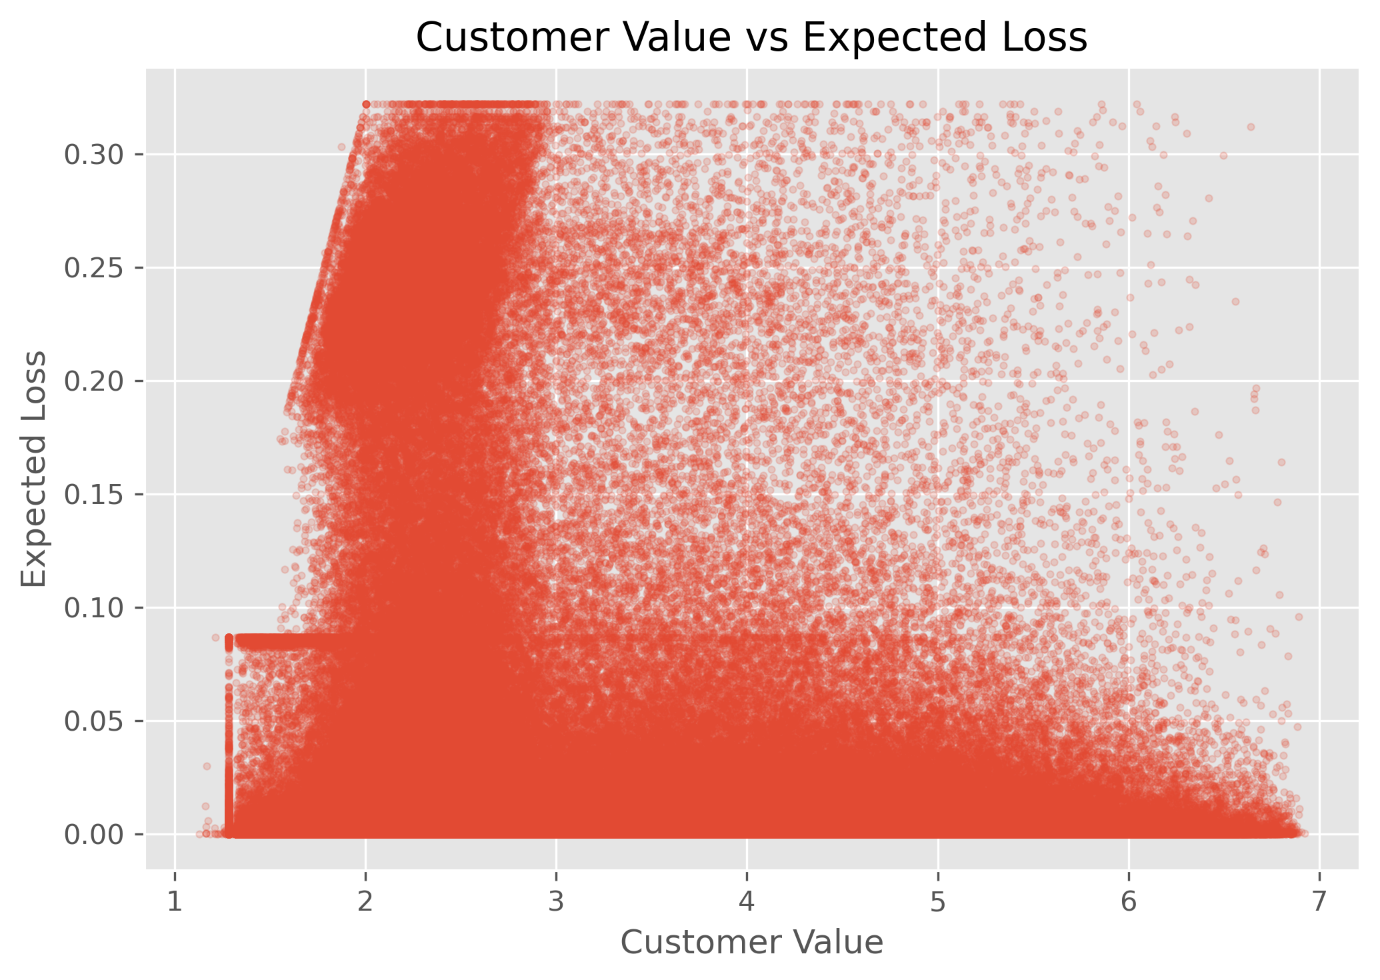 Customer Value vs Expected Loss
0.30
0.25
0.20
0.15
0.10
0.05
0.00
Expected Loss
1 2 3 4 5 6 7
Customer Value